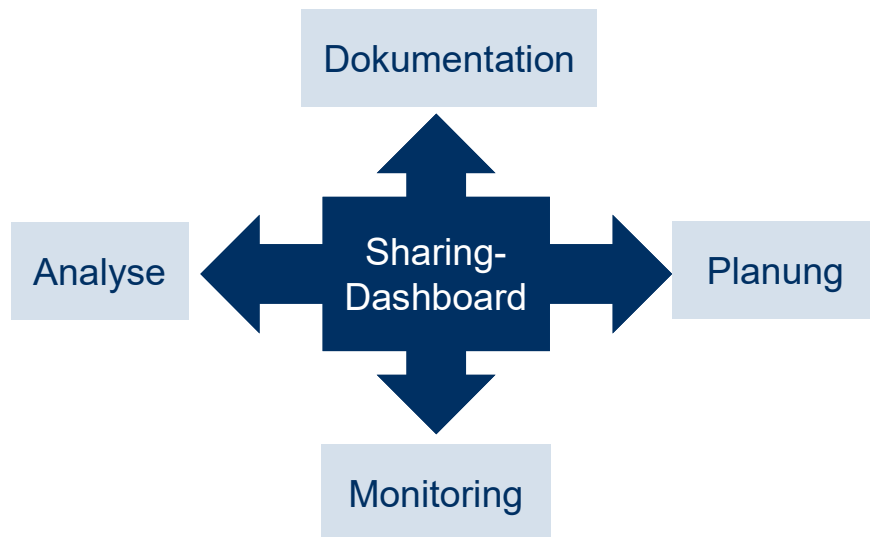 Dokumentation
Analyse
Sharing-
Dashboard
Planung
Monitoring